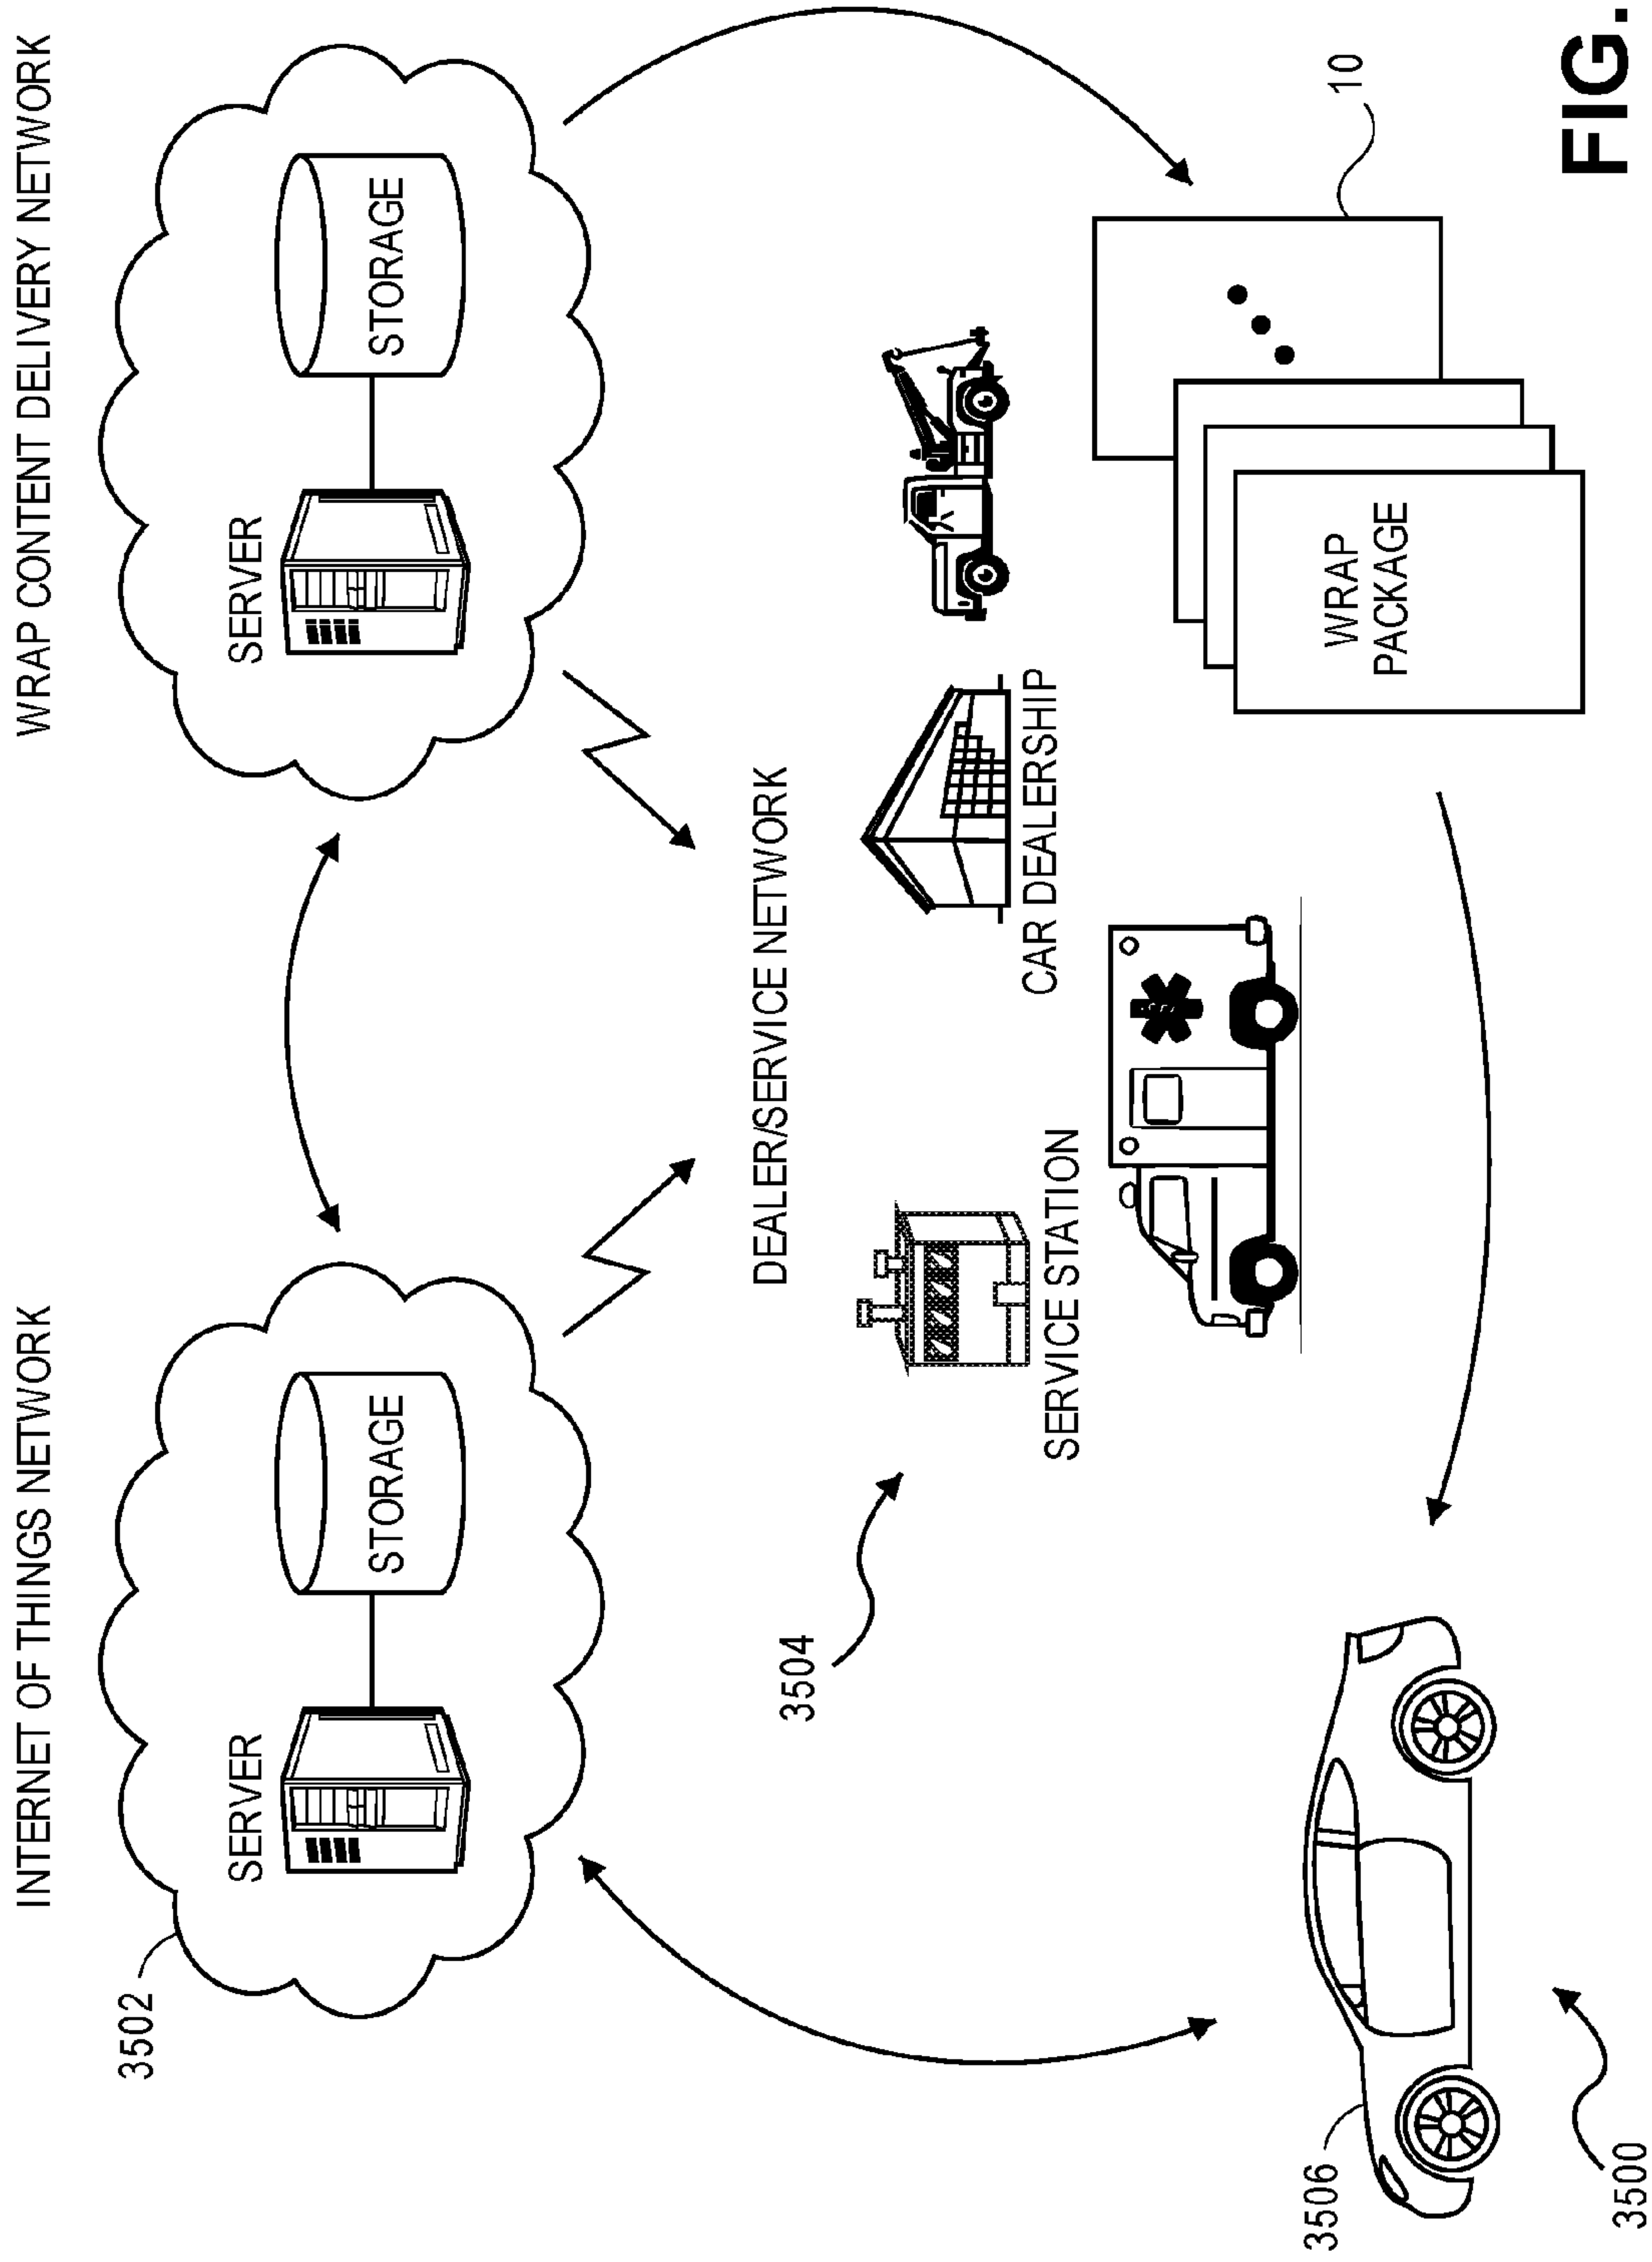 INTERNET OF THINGS NETWORK
WRAP CONTENT DELIVERY NETWORK
3502
SERVER
STORAGE
SERVER
STORAGE
DEALER/SERVICE NETWORK
3504
SERVICE STATION
CAR DEALERSHIP
10
WRAP
PACKAGE
3506
3500
FIG.